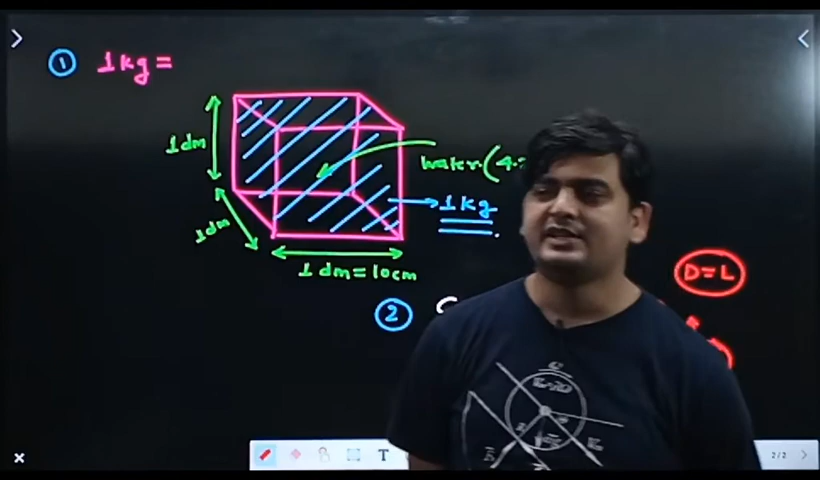 ① 1kg =
1dm
water (4.
1kg
1dm
1 dm = 10cm
D=L
②
T
2/2